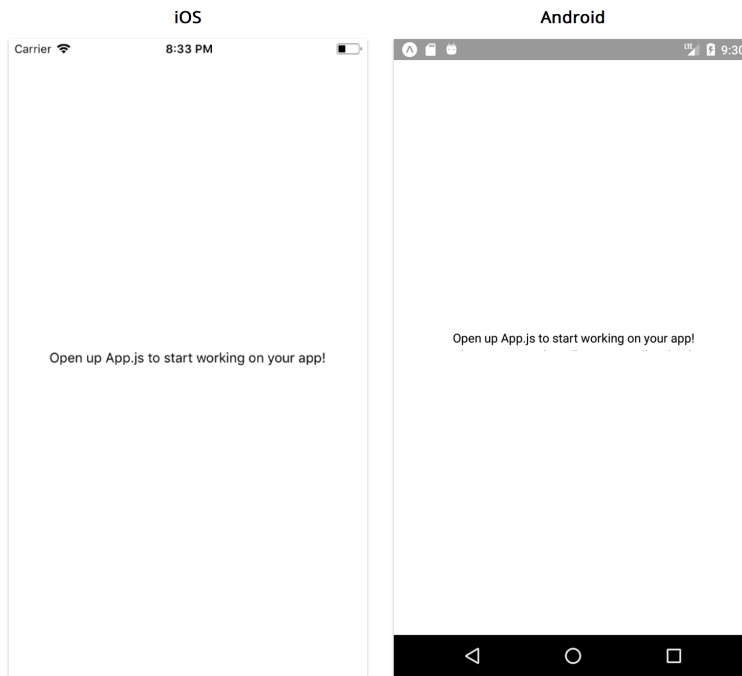 iOS
Android
Carrier
8:33 PM
LTE
9:30
Open up App.js to start working on your app!
Open up App.js to start working on your app!